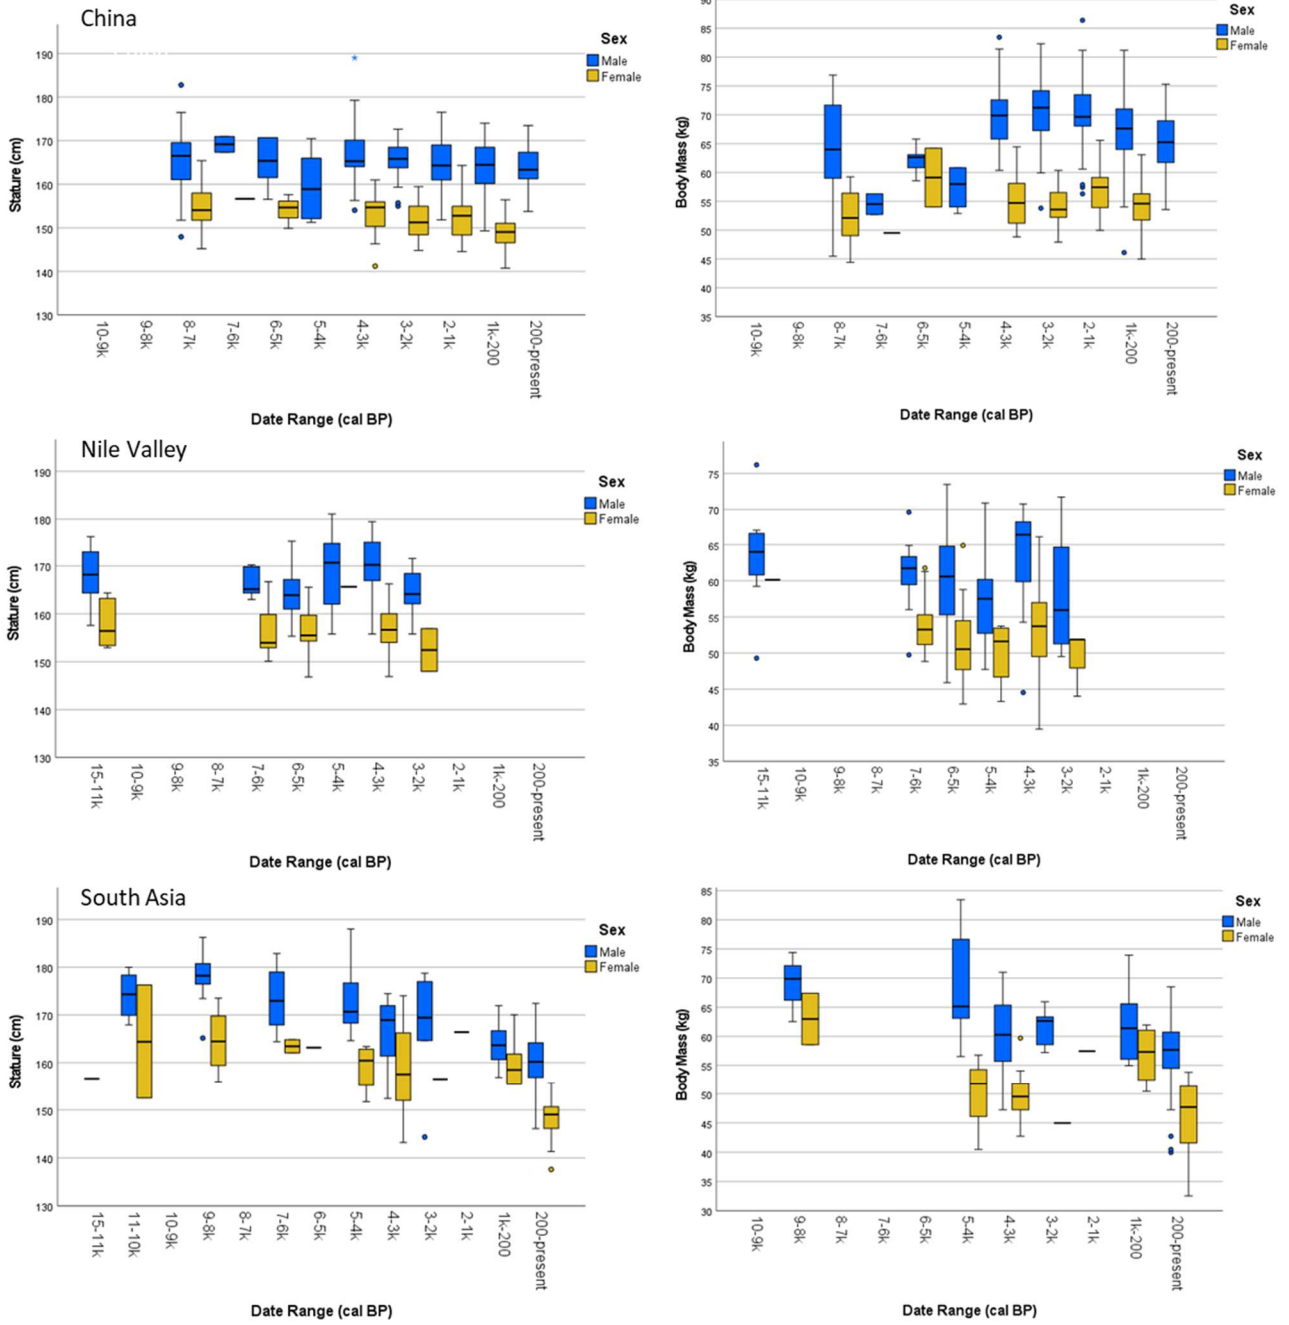 China
Sex
Male
Female
Stature (cm)
190
180
170
160
150
140
130
10-9k
9-8k
8-7k
7-6k
6-5k
5-4k
4-3k
3-2k
2-1k
1k-200
200-present
Date Range (cal BP)
Sex
Male
Female
Body Mass (kg)
90
85
80
75
70
65
60
55
50
45
40
35
10-9k
9-8k
8-7k
7-6k
6-5k
5-4k
4-3k
3-2k
2-1k
1k-200
200-present
Date Range (cal BP)
Nile Valley
Sex
Male
Female
Stature (cm)
190
180
170
160
150
140
130
15-11k
10-9k
9-8k
8-7k
7-6k
6-5k
5-4k
4-3k
3-2k
2-1k
1k-200
200-present
Date Range (cal BP)
Sex
Male
Female
Body Mass (kg)
75
70
65
60
55
50
45
40
35
15-11k
10-9k
9-8k
8-7k
7-6k
6-5k
5-4k
4-3k
3-2k
2-1k
1k-200
200-present
Date Range (cal BP)
South Asia
Sex
Male
Female
Stature (cm)
190
180
170
160
150
140
130
15-11k
11-10k
10-9k
9-8k
8-7k
7-6k
6-5k
5-4k
4-3k
3-2k
2-1k
1k-200
200-present
Date Range (cal BP)
Sex
Male
Female
Body Mass (kg)
85
80
75
70
65
60
55
50
45
40
35
30
10-9k
9-8k
8-7k
7-6k
6-5k
5-4k
4-3k
3-2k
2-1k
1k-200
200-present
Date Range (cal BP)